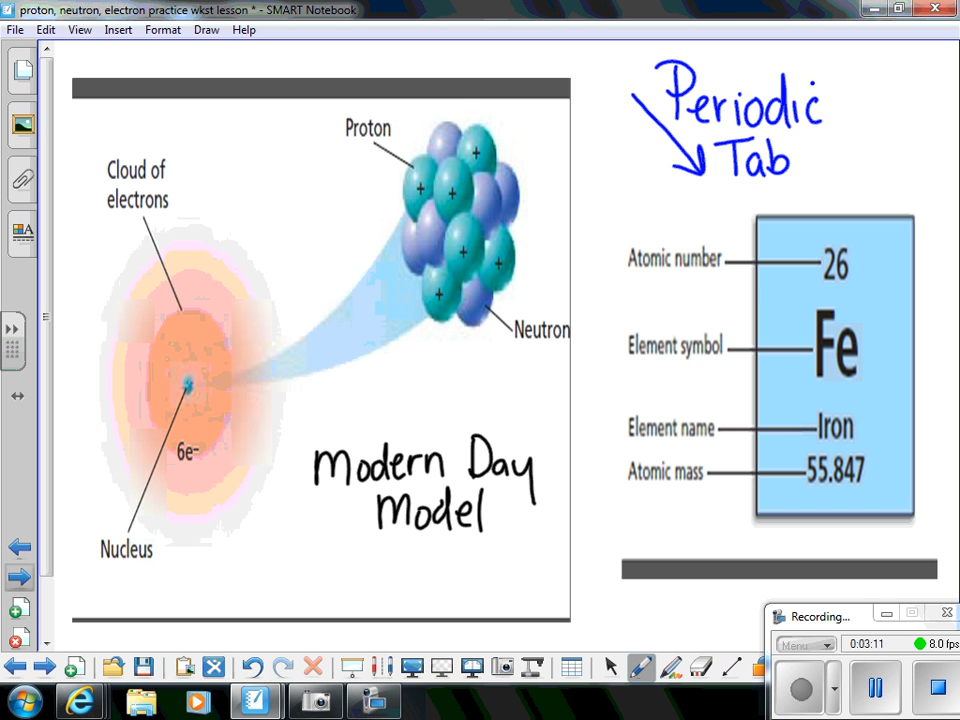 proton, neutron, electron practice wkst lesson * - SMART Notebook
File Edit View Insert Format Draw Help
Proton
Cloud of
electrons
Neutron
6e⁻
Nucleus
Modern Day
Model
Periodic
Tab
Atomic number
26
Element symbol
Fe
Element name
Iron
Atomic mass
55.847
Recording...
Menu
0:03:11
8.0 fps